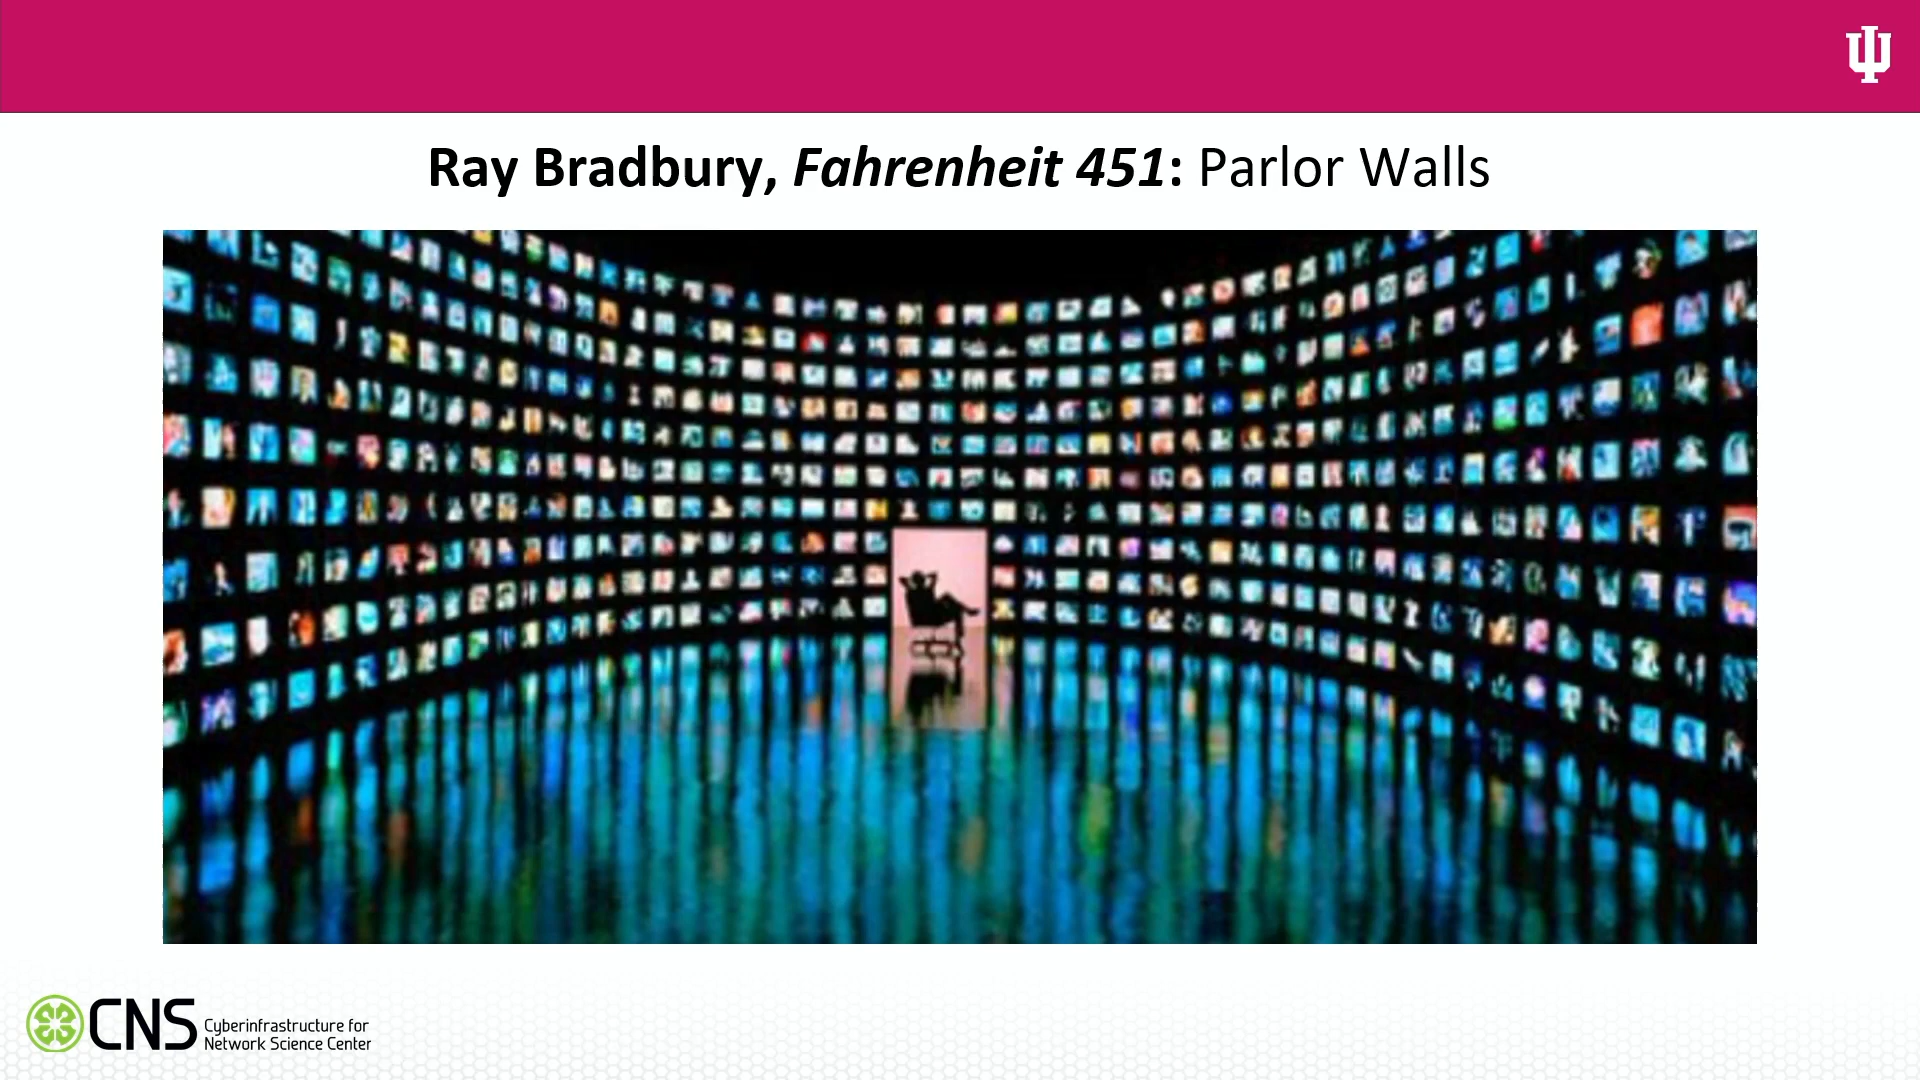 Ray Bradbury, Fahrenheit 451: Parlor Walls
CNS
Cyberinfrastructure for
Network Science Center